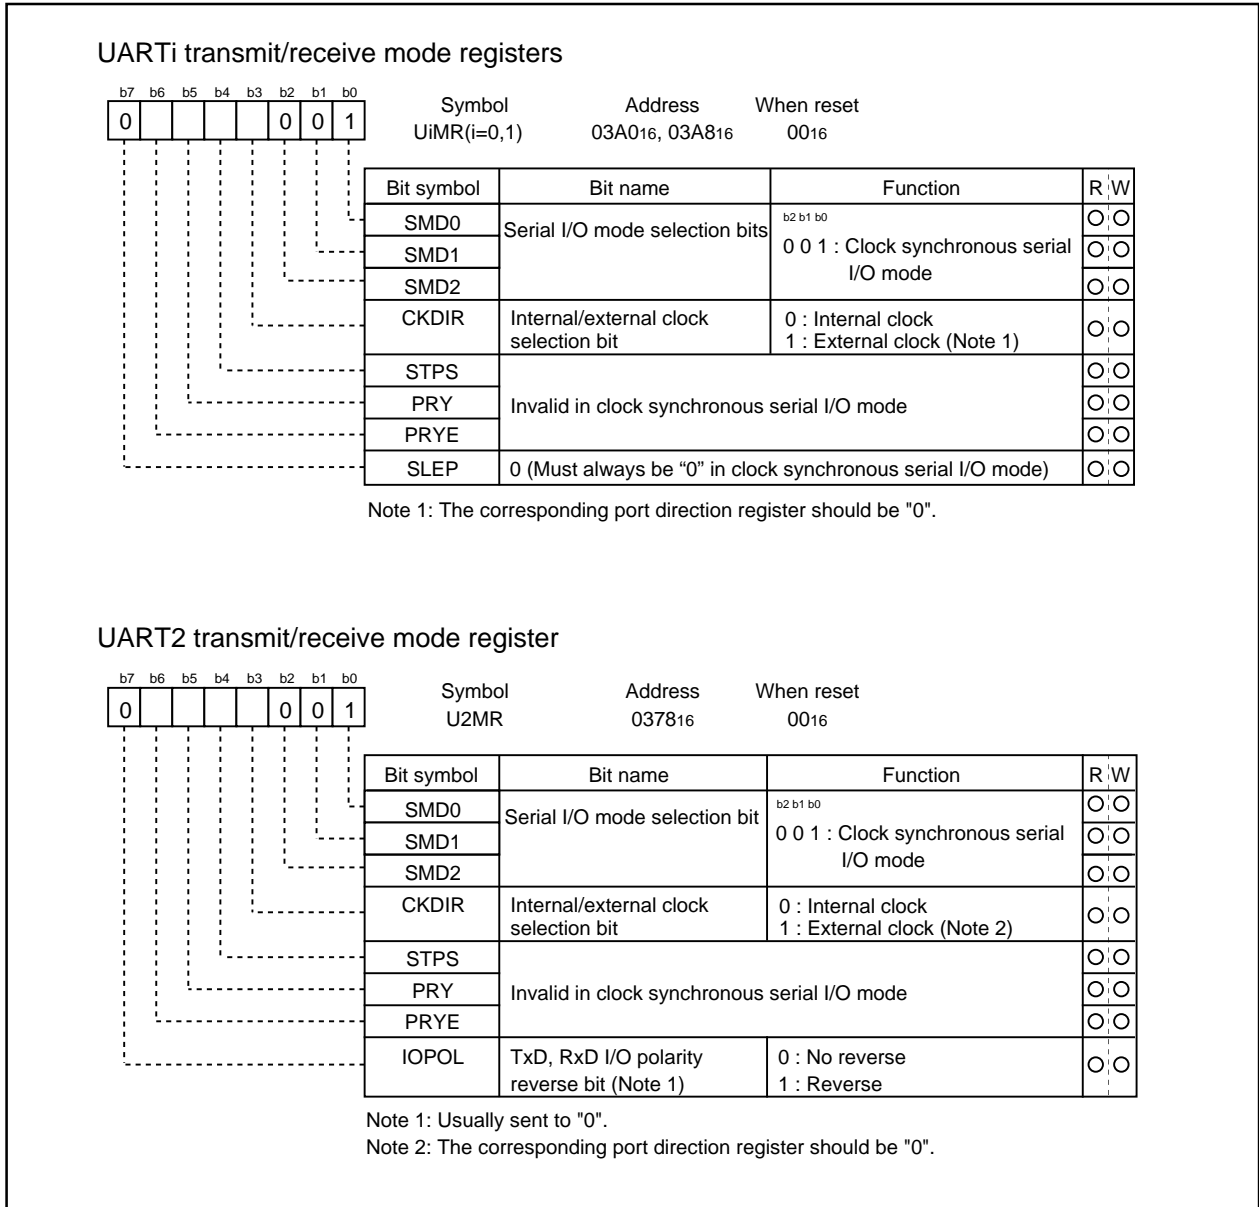 UARTi transmit/receive mode registers
b7 b6 b5 b4 b3 b2 b1 b0
Symbol Address When reset
0 0 0 1
UiMR(i=0,1) 03A016, 03A816 0016
Bit symbol Bit name Function R W
SMD0 Serial I/O mode selection bits b2 b1 b0
SMD1 0 0 1 : Clock synchronous serial
SMD2 I/O mode
CKDIR Internal/external clock 0 : Internal clock
selection bit 1 : External clock (Note 1)
STPS
PRY Invalid in clock synchronous serial I/O mode
PRYE
SLEP 0 (Must always be “0” in clock synchronous serial I/O mode)
Note 1: The corresponding port direction register should be "0".
UART2 transmit/receive mode register
b7 b6 b5 b4 b3 b2 b1 b0
Symbol Address When reset
0 0 0 1
U2MR 037816 0016
Bit symbol Bit name Function R W
SMD0 Serial I/O mode selection bit b2 b1 b0
SMD1 0 0 1 : Clock synchronous serial
SMD2 I/O mode
CKDIR Internal/external clock 0 : Internal clock
selection bit 1 : External clock (Note 2)
STPS
PRY Invalid in clock synchronous serial I/O mode
PRYE
IOPOL TxD, RxD I/O polarity 0 : No reverse
reverse bit (Note 1) 1 : Reverse
Note 1: Usually sent to "0".
Note 2: The corresponding port direction register should be "0".